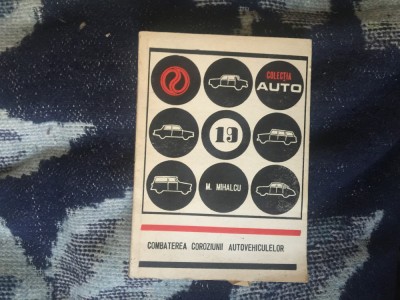 COLECȚIA
AUTO
19
M. MIHALCU
COMBATEREA COROZIUNII AUTOVEHICULELOR